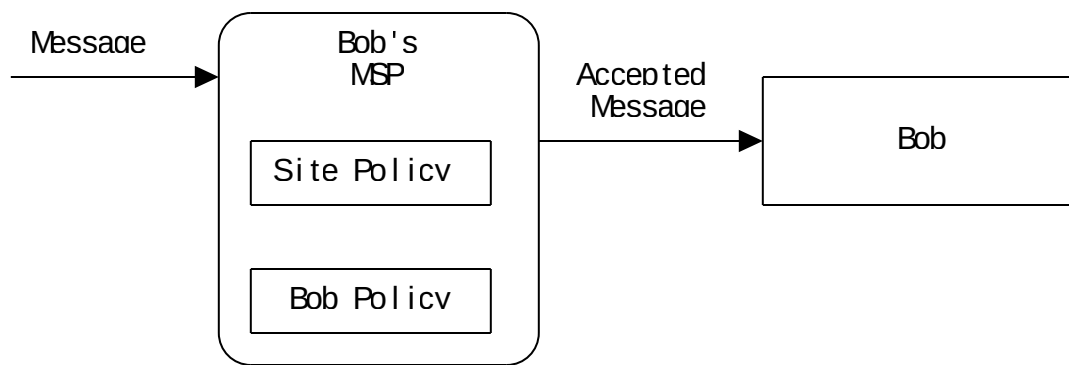 Message
Bob's
MSP
Accepted
Message
Site Policy
Bob Policy
Bob